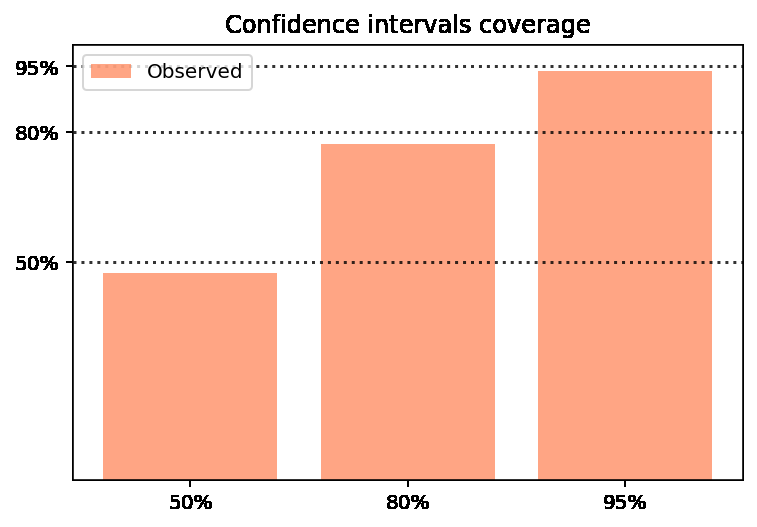 Confidence intervals coverage
Observed
95%
80%
50%
50% 80% 95%